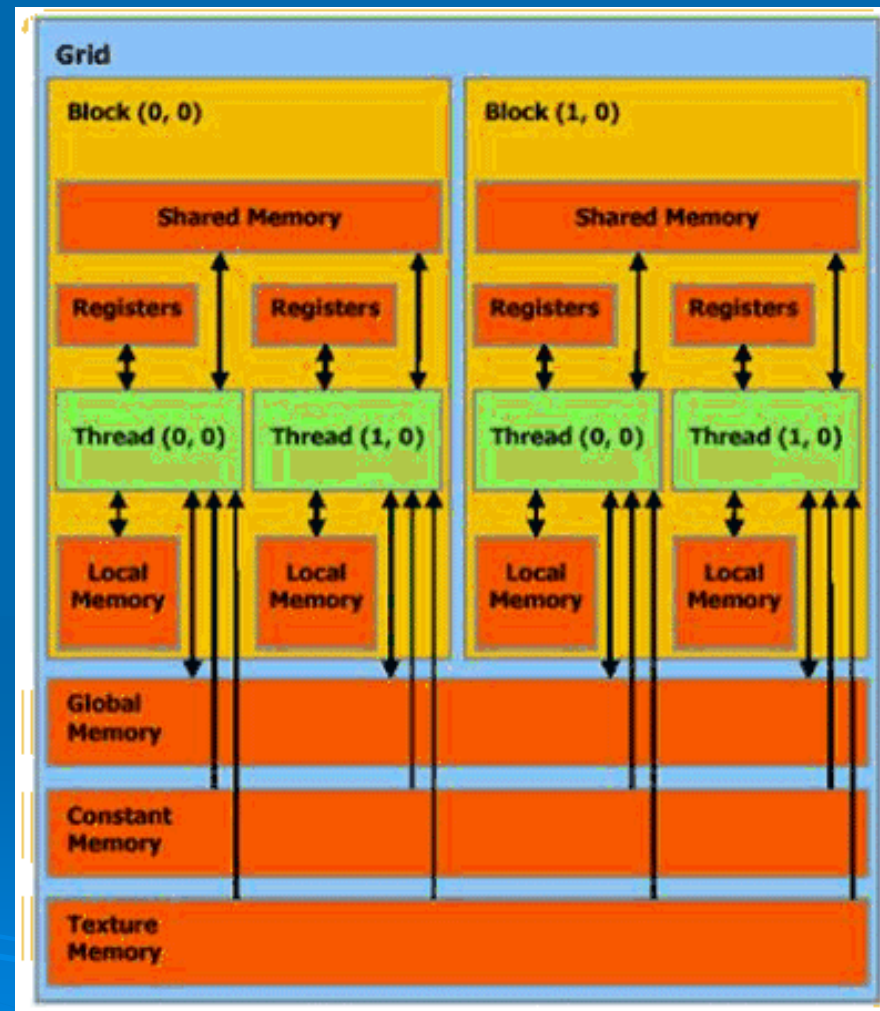 Grid
Block (0, 0)
Block (1, 0)
Shared Memory
Shared Memory
Registers
Registers
Registers
Registers
Thread (0, 0)
Thread (1, 0)
Thread (0, 0)
Thread (1, 0)
Local
Memory
Local
Memory
Local
Memory
Local
Memory
Global
Memory
Constant
Memory
Texture
Memory